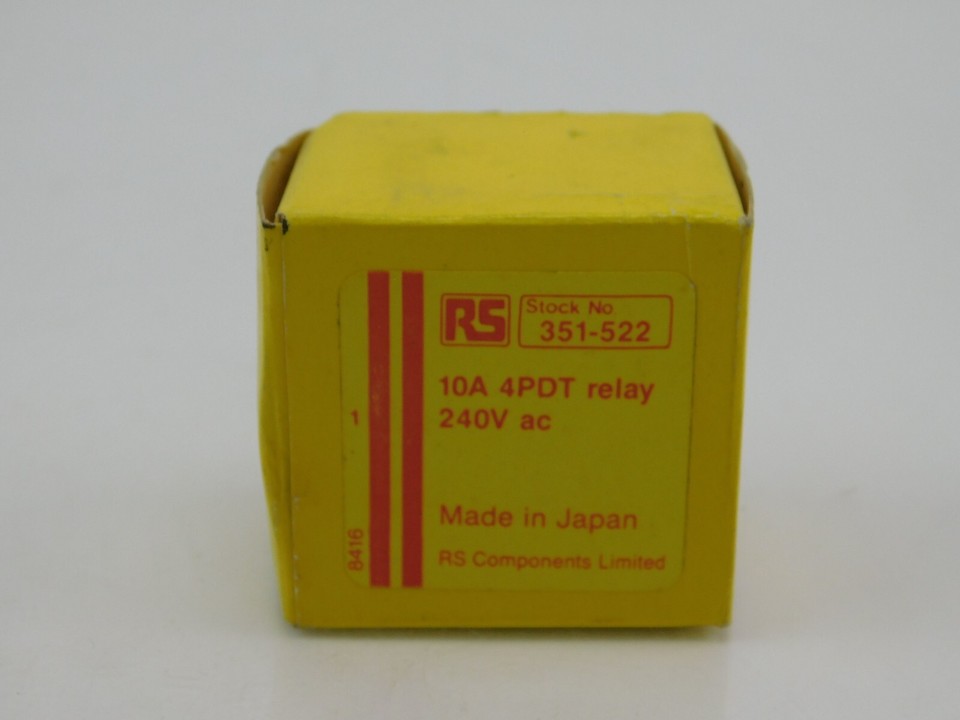 RS
Stock No
351-522
10A 4PDT relay
240V ac
1
Made in Japan
8416
RS Components Limited